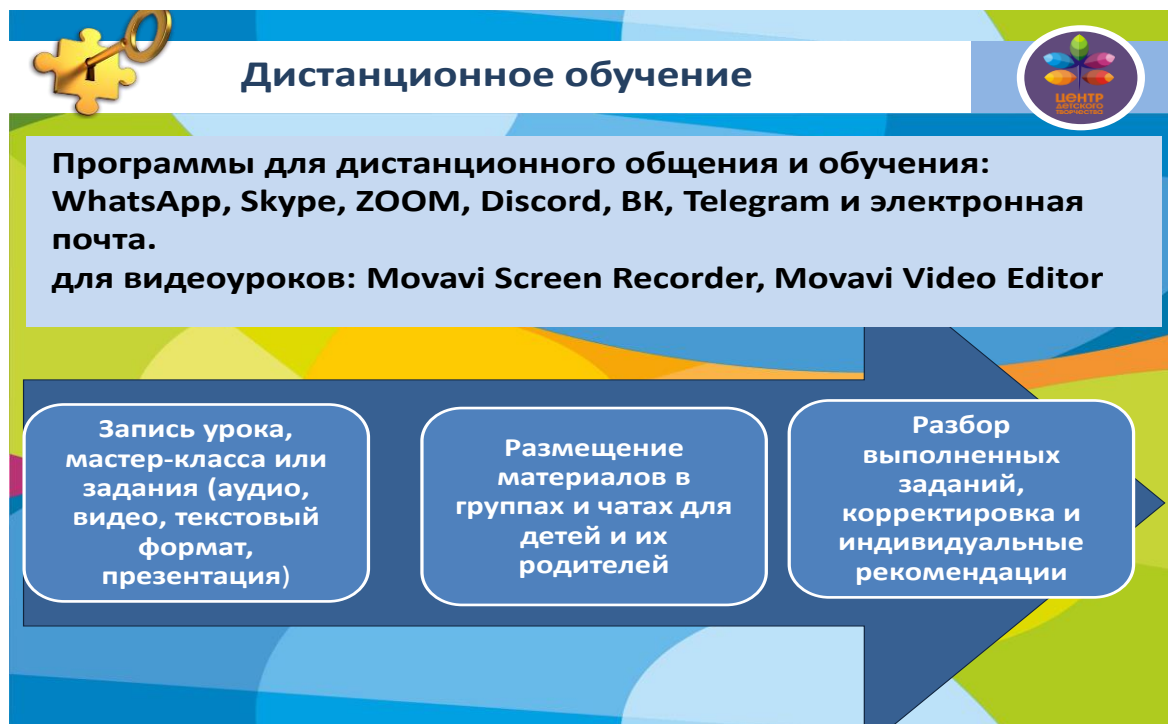 Дистанционное обучение
ЦЕНТР
ДЕТСКОГО
ТВОРЧЕСТВА
Программы для дистанционного общения и обучения:
WhatsApp, Skype, ZOOM, Discord, ВК, Telegram и электронная
почта.
для видеоуроков: Movavi Screen Recorder, Movavi Video Editor
Запись урока,
мастер-класса или
задания (аудио,
видео, текстовый
формат,
презентация)
Размещение
материалов в
группах и чатах для
детей и их
родителей
Разбор
выполненных
заданий,
корректировка и
индивидуальные
рекомендации